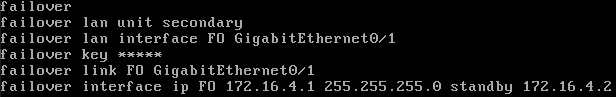 failover
failover lan unit secondary
failover lan interface FO GigabitEthernet0/1
failover key *****
failover link FO GigabitEthernet0/1
failover interface ip FO 172.16.4.1 255.255.255.0 standby 172.16.4.2